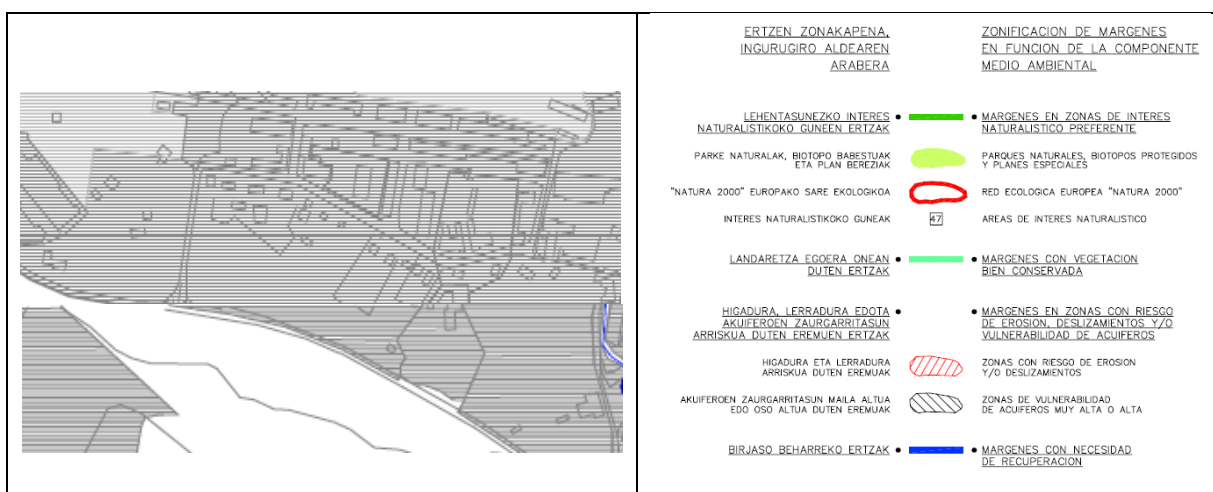 ERTZEN ZONAKAPENA,
INGURUGIRO ALDEAREN
ARABERA
ZONIFICACION DE MARGENES
EN FUNCION DE LA COMPONENTE
MEDIO AMBIENTAL
LEHENTASUNEZKO INTERES
NATURALISTIKOKO GUNEEN ERTZAK
MARGENES EN ZONAS DE INTERES
NATURALISTICO PREFERENTE
PARKE NATURALAK, BIOTOPO BABESTUAK
ETA PLAN BEREZIAK
PARQUES NATURALES, BIOTOPOS PROTEGIDOS
Y PLANES ESPECIALES
"NATURA 2000" EUROPAKO SARE EKOLOGIKOA
RED ECOLOGICA EUROPEA "NATURA 2000"
INTERES NATURALISTIKOKO GUNEAK
47
AREAS DE INTERES NATURALISTICO
LANDARETZA EGOERA ONEAN
DUTEN ERTZAK
MARGENES CON VEGETACION
BIEN CONSERVADA
HIGADURA, LERRADURA EDOTA
AKUIFEROEN ZAURGARRITASUN
ARRISKUA DUTEN EREMUEN ERTZAK
MARGENES EN ZONAS CON RIESGO
DE EROSION, DESLIZAMIENTOS Y/O
VULNERABILIDAD DE ACUIFEROS
HIGADURA ETA LERRADURA
ARRISKUA DUTEN EREMUAK
ZONAS CON RIESGO DE EROSION
Y/O DESLIZAMIENTOS
AKUIFEROEN ZAURGARRITASUN MAILA ALTUA
EDO OSO ALTUA DUTEN EREMUAK
ZONAS DE VULNERABILIDAD
DE ACUIFEROS MUY ALTA O ALTA
BIRJASO BEHARREKO ERTZAK
MARGENES CON NECESIDAD
DE RECUPERACION